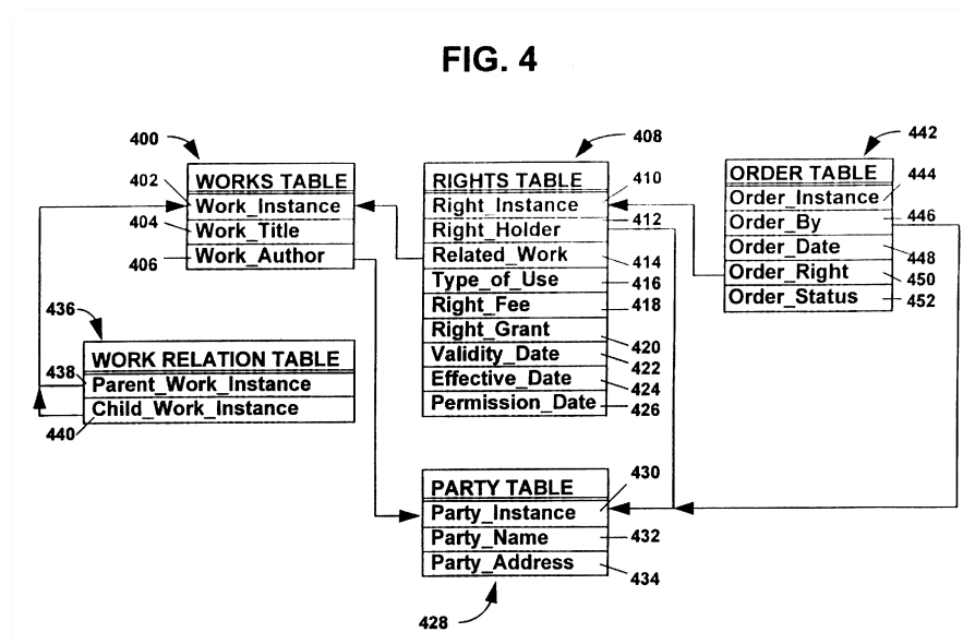 FIG. 4
400
WORKS TABLE
402
Work_Instance
404
Work_Title
406
Work_Author
408
RIGHTS TABLE
410
Right_Instance
412
Right_Holder
Related_Work
414
Type_of_Use
416
Right_Fee
418
Right_Grant
420
Validity_Date
422
Effective_Date
424
Permission_Date
426
442
ORDER TABLE
444
Order_Instance
446
Order_By
Order_Date
448
Order_Right
450
Order_Status
452
436
WORK RELATION TABLE
438
Parent_Work_Instance
Child_Work_Instance
440
PARTY TABLE
430
Party_Instance
Party_Name
432
Party_Address
434
428